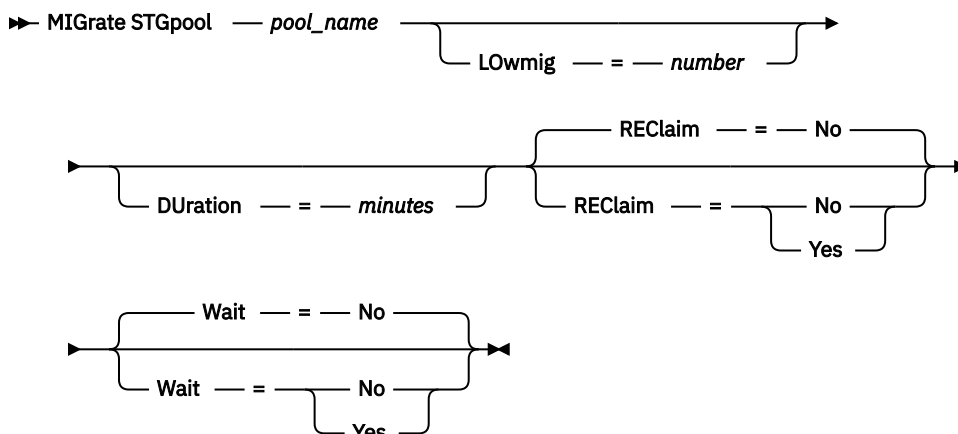 MIGrate STGpool pool_name
LOwmig = number
REClaim = No
DUration = minutes REClaim = No
Yes
Wait = No
Wait = No
Yes